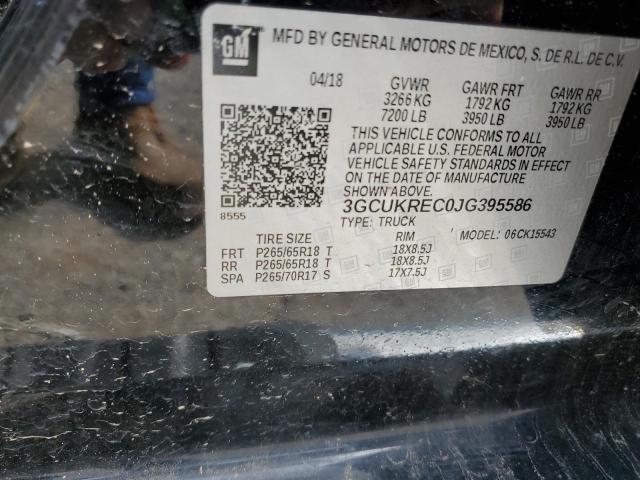 GM
MFD BY GENERAL MOTORS DE MEXICO, S. DE R.L. DE C.V.
04/18 GVWR GAWR FRT GAWR RR
3266 KG 1792 KG 1792 KG
7200 LB 3950 LB 3950 LB
THIS VEHICLE CONFORMS TO ALL
APPLICABLE U.S. FEDERAL MOTOR
VEHICLE SAFETY STANDARDS IN EFFECT
ON THE DATE OF MANUFACTURE
SHOWN ABOVE.
8555 3GCUKREC0JG395586
TYPE: TRUCK
TIRE SIZE RIM MODEL: 06CK15543
FRT P265/65R18 T 18X8.5J
RR P265/65R18 T 18X8.5J
SPA P265/70R17 S 17X7.5J